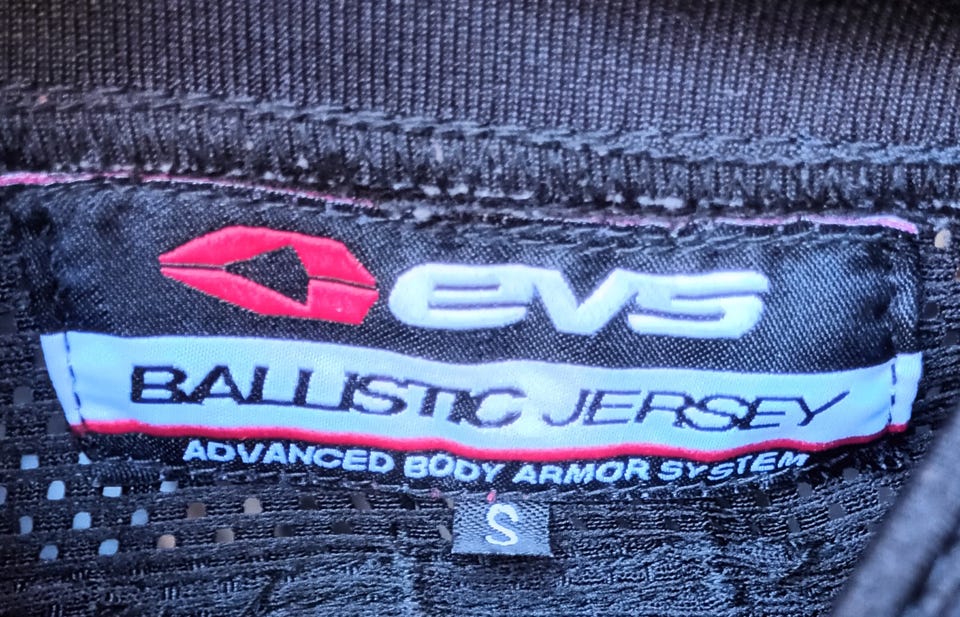 evs
BALLISTIC JERSEY
ADVANCED BODY ARMOR SYSTEM
S